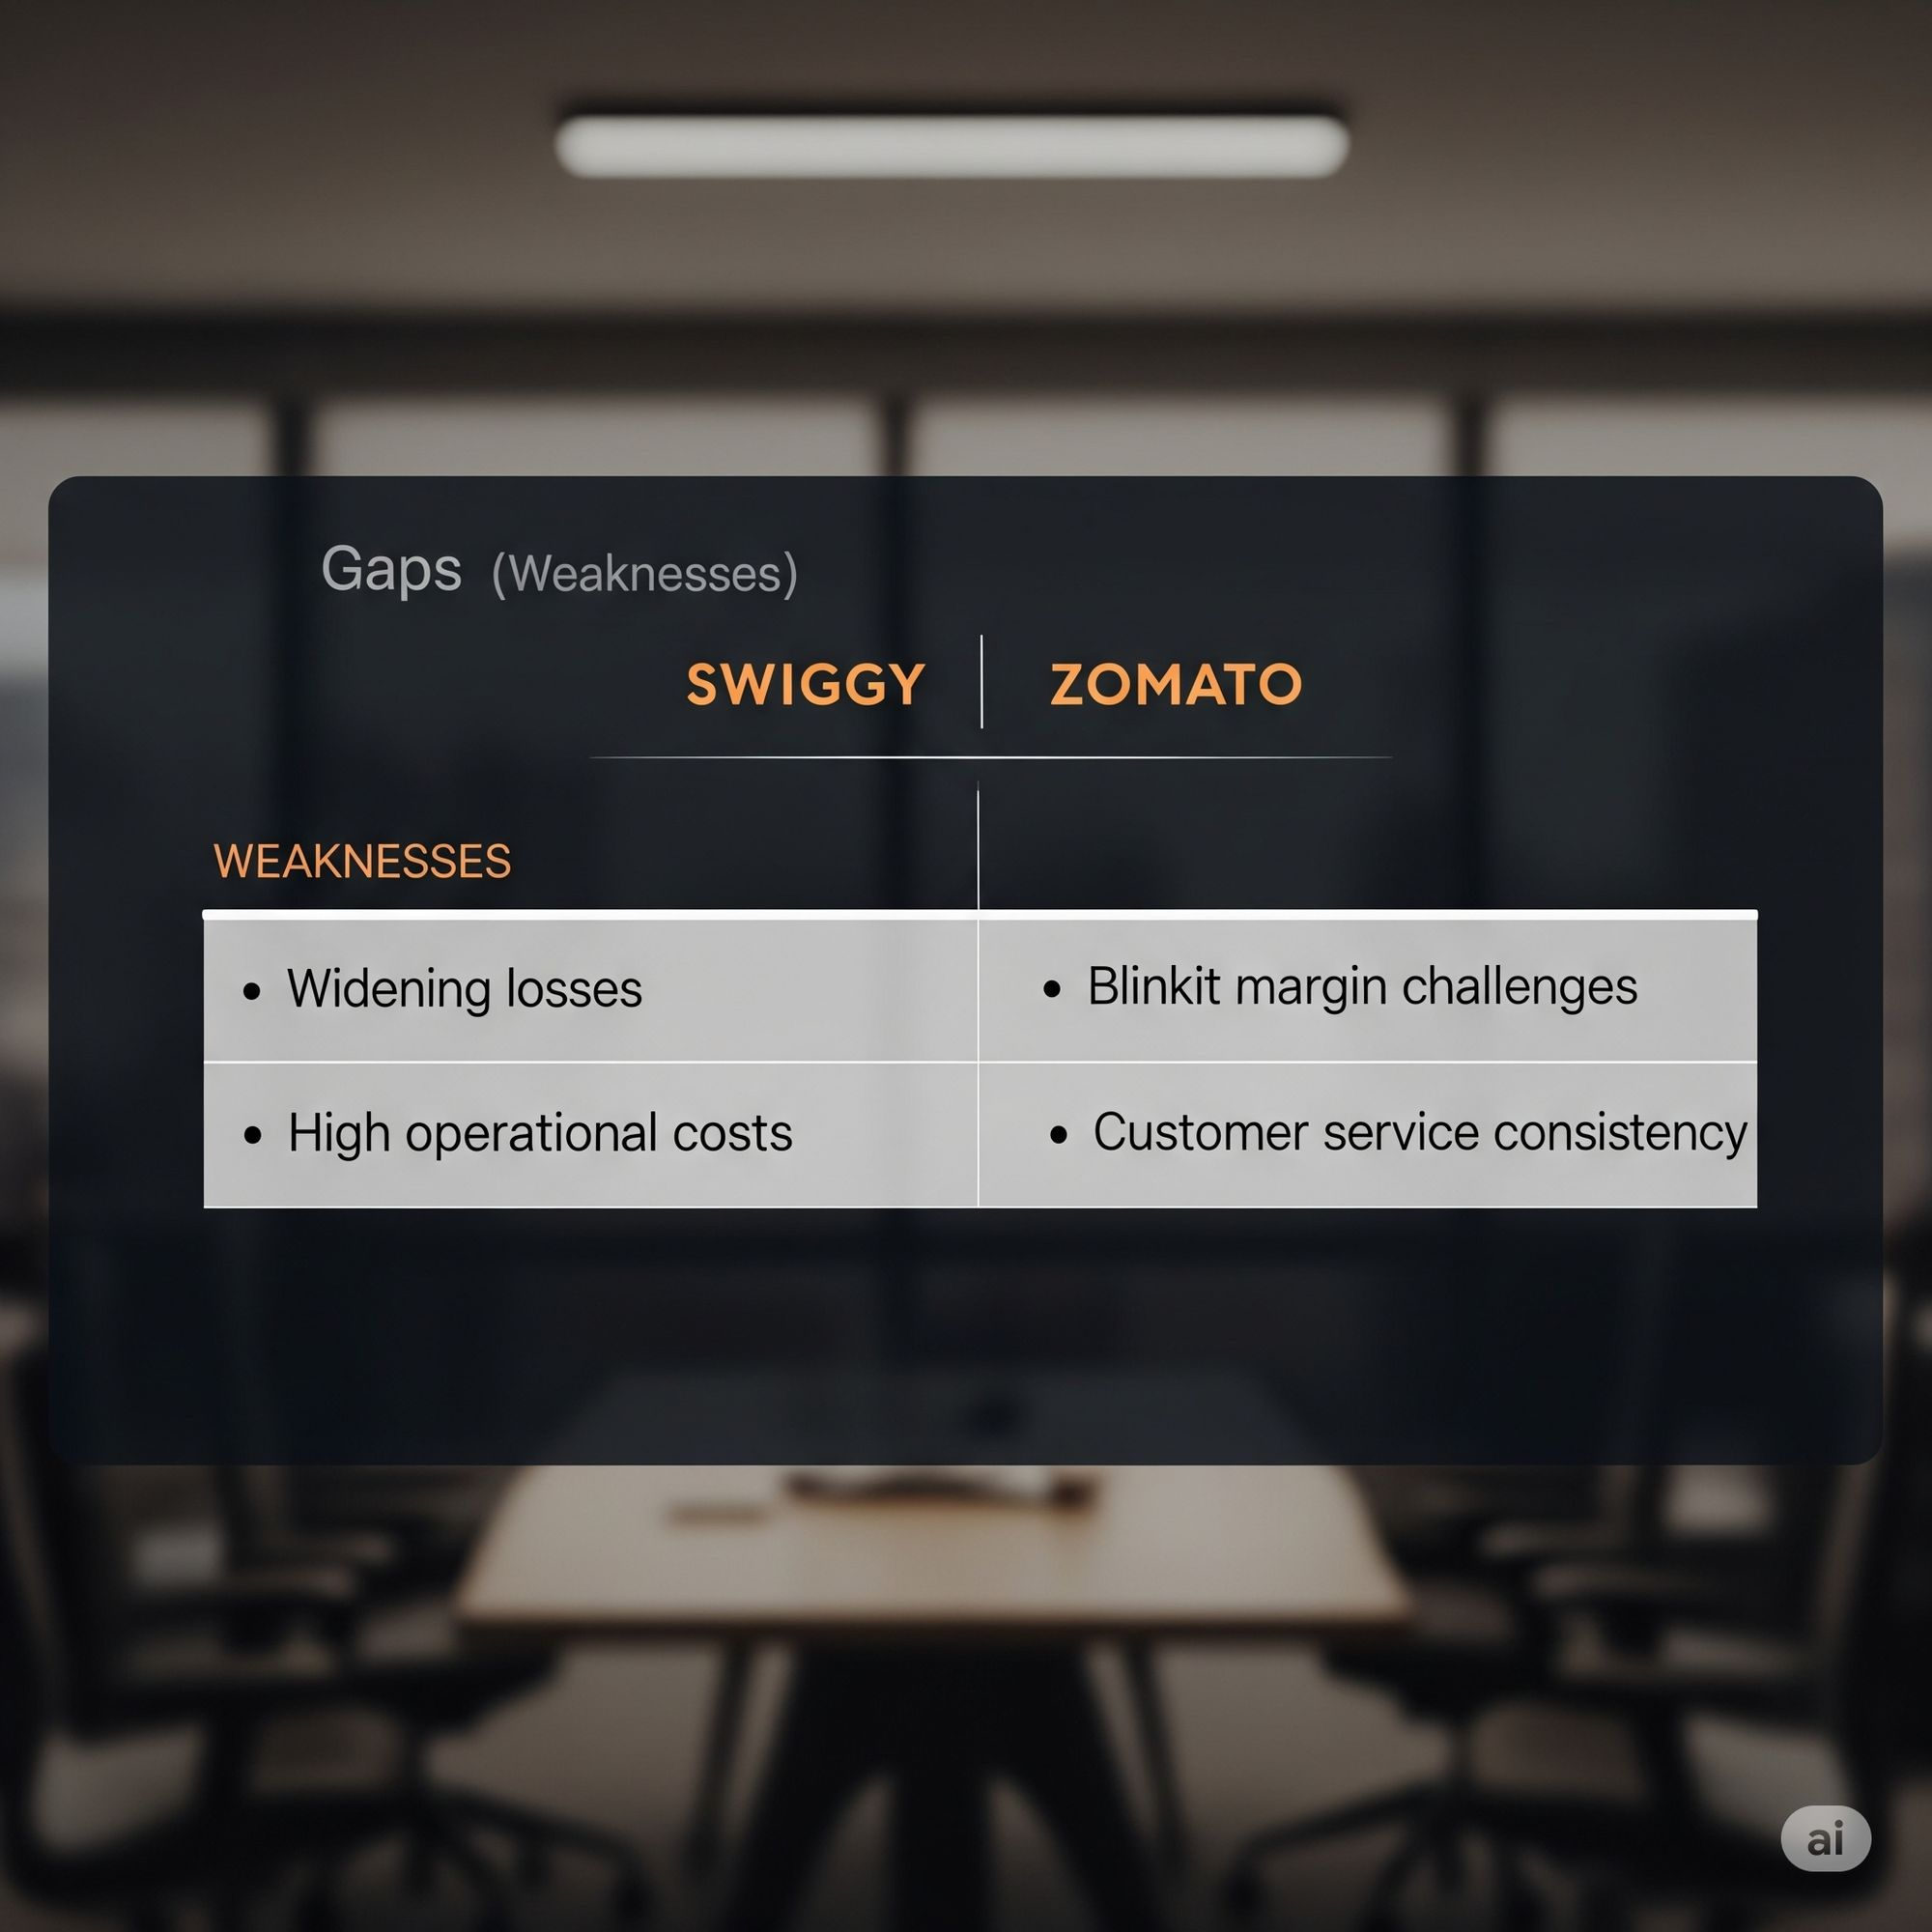 Gaps (Weaknesses)
SWIGGY ZOMATO
WEAKNESSES
• Widening losses • Blinkit margin challenges
• High operational costs • Customer service consistency
ai